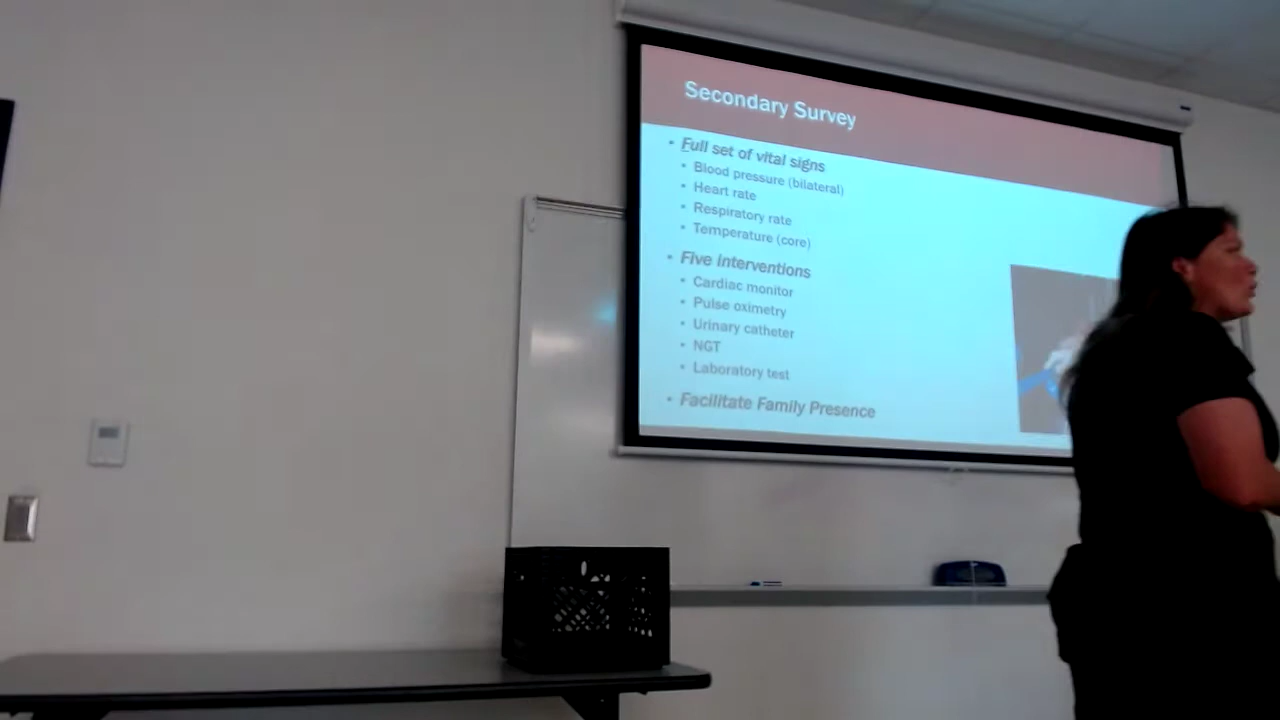 Secondary Survey
• Full set of vital signs
• Blood pressure (bilateral)
• Heart rate
• Respiratory rate
• Temperature (core)
• Five interventions
• Cardiac monitor
• Pulse oximetry
• Urinary catheter
• NGT
• Laboratory test
• Facilitate Family Presence